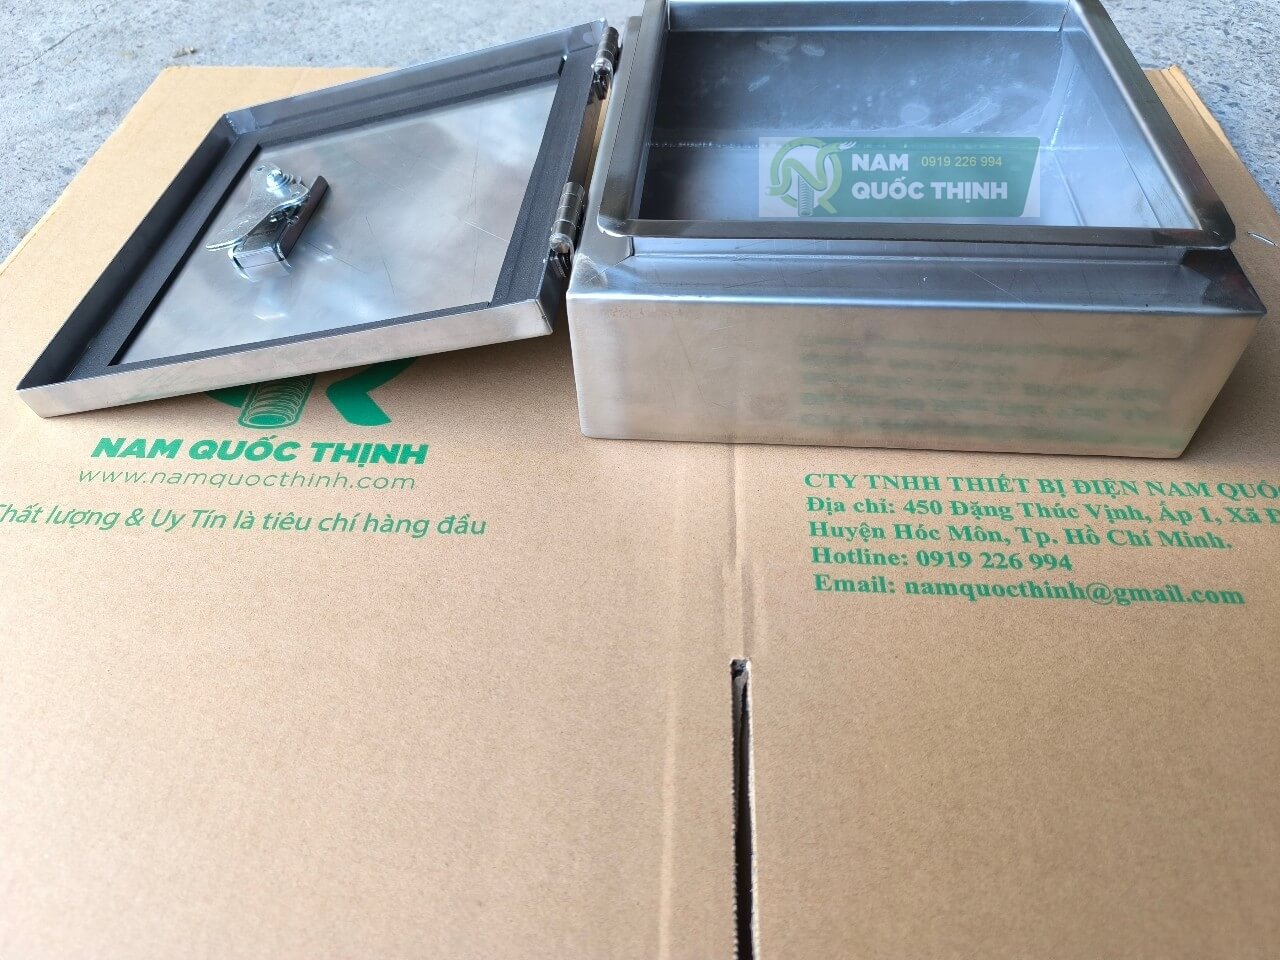 NAM
QUỐC THỊNH
0919 226 994
NAM QUỐC THỊNH
www.namquocthinh.com
Chất lượng & Uy Tín là tiêu chí hàng đầu
CTY TNHH THIẾT BỊ ĐIỆN NAM QUỐC
Địa chỉ: 450 Đặng Thúc Vịnh, Ấp 1, Xã
Huyện Hóc Môn, Tp. Hồ Chí Minh.
Hotline: 0919 226 994
Email: namquocthinh@gmail.com